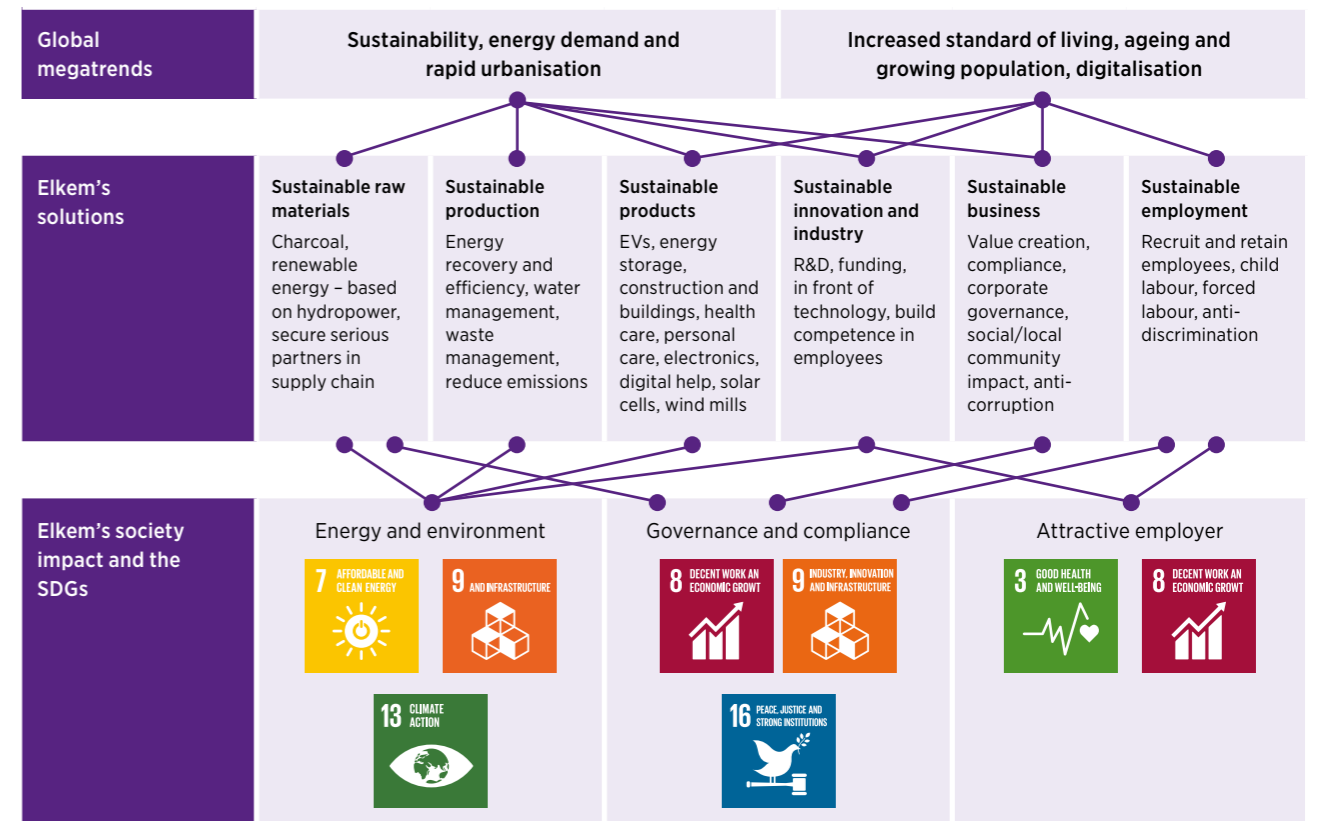 Global
megatrends
Sustainability, energy demand and
rapid urbanisation
Increased standard of living, ageing and
growing population, digitalisation
Elkem's
solutions
Sustainable raw
materials
Charcoal,
renewable
energy – based
on hydropower,
secure serious
partners in
supply chain
Sustainable
production
Energy
recovery and
efficiency, water
management,
waste
management,
reduce emissions
Sustainable
products
EVs, energy
storage,
construction and
buildings, health
care, personal
care, electronics,
digital help, solar
cells, wind mills
Sustainable
innovation and
industry
R&D, funding,
in front of
technology, build
competence in
employees
Sustainable
business
Value creation,
compliance,
corporate
governance,
social/local
community
impact, anti-
corruption
Sustainable
employment
Recruit and retain
employees, child
labour, forced
labour, anti-
discrimination
Elkem's society
impact and the
SDGs
Energy and environment
7 AFFORDABLE AND
CLEAN ENERGY
9 AND INFRASTRUCTURE
13 CLIMATE
ACTION
Governance and compliance
8 DECENT WORK AN
ECONOMIC GROWT
9 INDUSTRY, INNOVATION
AND INFRASTRUCTURE
16 PEACE, JUSTICE AND
STRONG INSTITUTIONS
Attractive employer
3 GOOD HEALTH
AND WELL-BEING
8 DECENT WORK AN
ECONOMIC GROWT